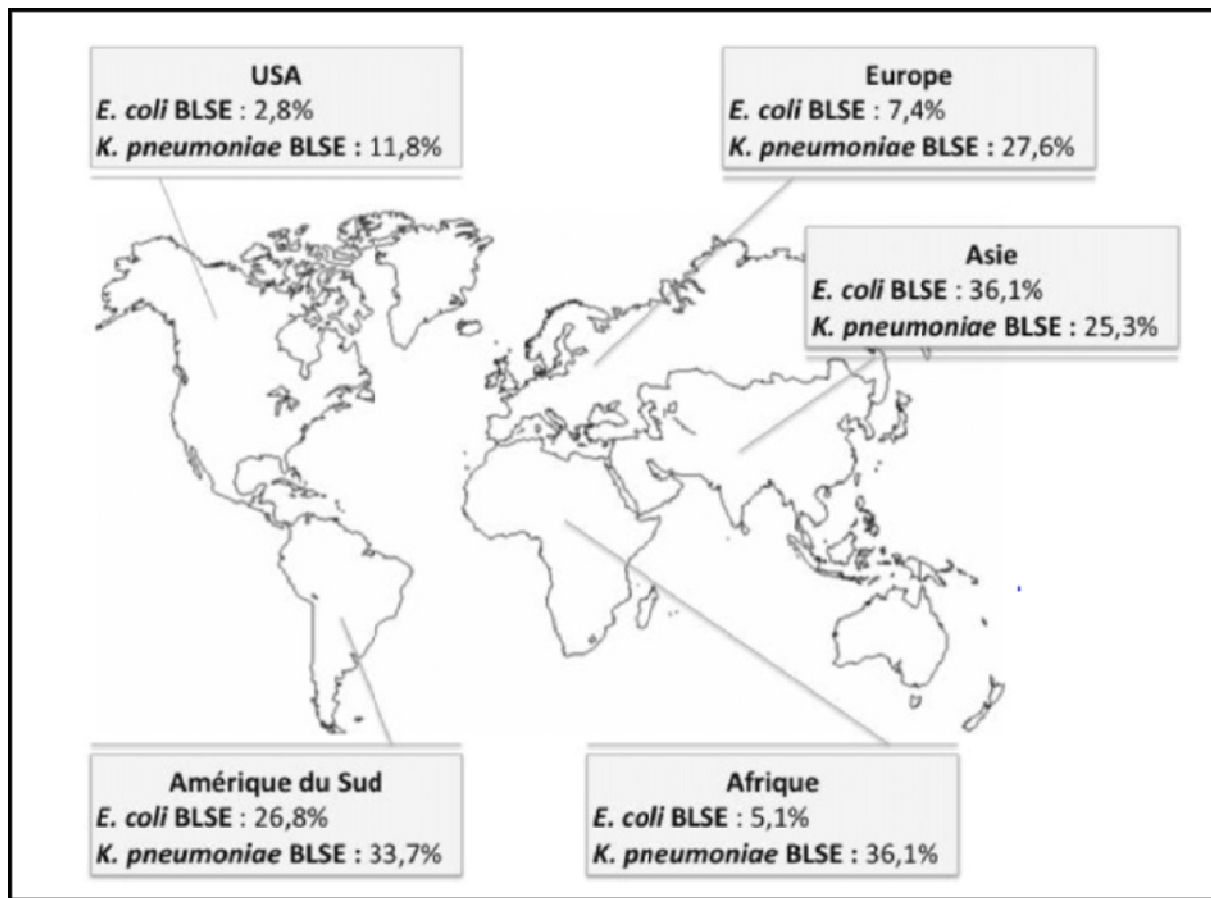 USA
E. coli BLSE : 2,8%
K. pneumoniae BLSE : 11,8%
Europe
E. coli BLSE : 7,4%
K. pneumoniae BLSE : 27,6%
Asie
E. coli BLSE : 36,1%
K. pneumoniae BLSE : 25,3%
Amérique du Sud
E. coli BLSE : 26,8%
K. pneumoniae BLSE : 33,7%
Afrique
E. coli BLSE : 5,1%
K. pneumoniae BLSE : 36,1%